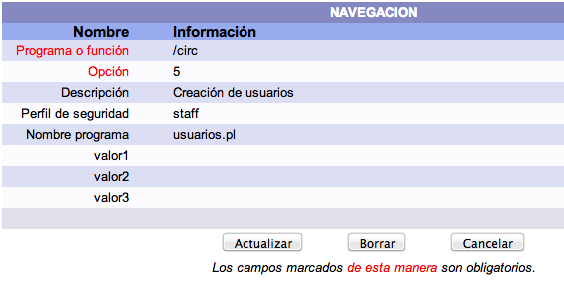 NAVEGACION
Nombre Información
Programa o función /circ
Opción 5
Descripción Creación de usuarios
Perfil de seguridad staff
Nombre programa usuarios.pl
valor1
valor2
valor3
Actualizar Borrar Cancelar
Los campos marcados de esta manera son obligatorios.